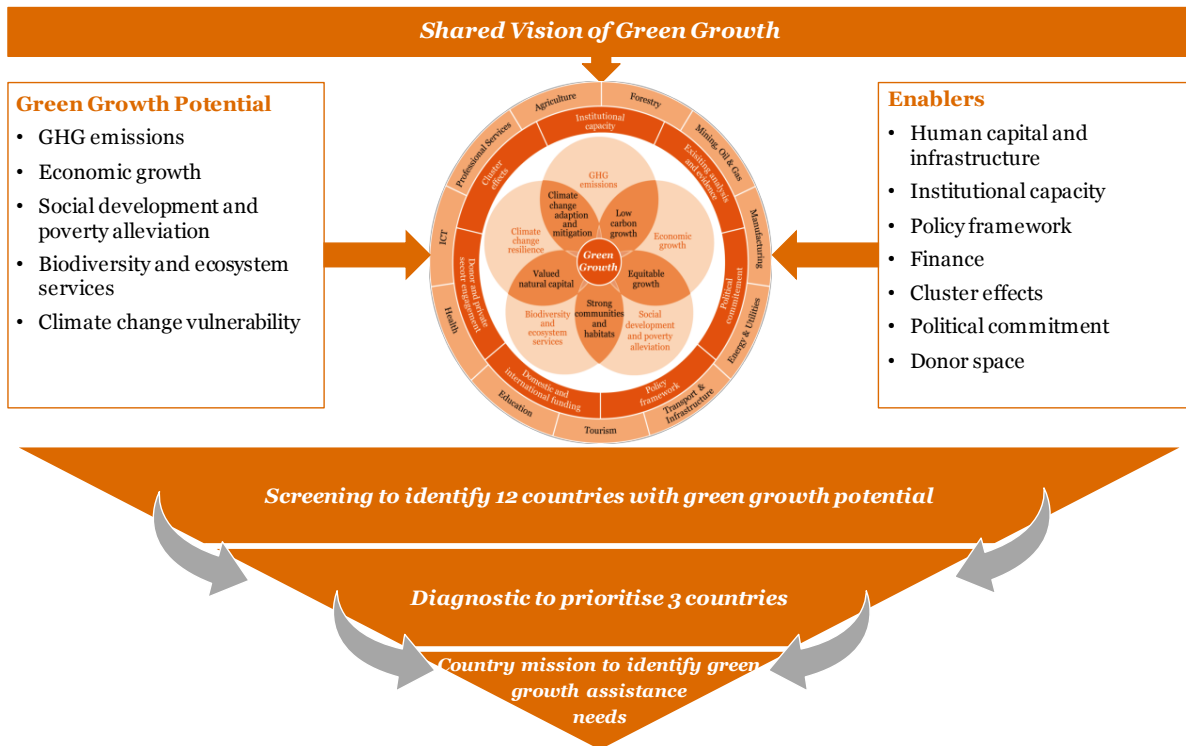 Shared Vision of Green Growth
Green Growth Potential
• GHG emissions
• Economic growth
• Social development and
poverty alleviation
• Biodiversity and ecosystem
services
• Climate change vulnerability
Agriculture
Forestry
Mining, Oil & Gas
Manufacturing
Energy & Utilities
Transport &
Infrastructure
Tourism
Education
Health
ICT
Professional Services
Institutional
capacity
Exisiting analysis
and evidence
Political
commitement
Policy
framework
Domestic and
international funding
Donor and private
secotr engagement
Cluster
effects
GHG
emissions
Climate
change
adaption
and
mitigation
Low
carbon
growth
Climate
change
resilience
Economic
growth
Green
Growth
Valued
natural capital
Equitable
growth
Strong
communities
and
habitats
Biodiversity
and
ecosystem
services
Social
development
and poverty
alleviation
Enablers
• Human capital and
infrastructure
• Institutional capacity
• Policy framework
• Finance
• Cluster effects
• Political commitment
• Donor space
Screening to identify 12 countries with green growth potential
Diagnostic to prioritise 3 countries
Country mission to identify green
growth assistance
needs